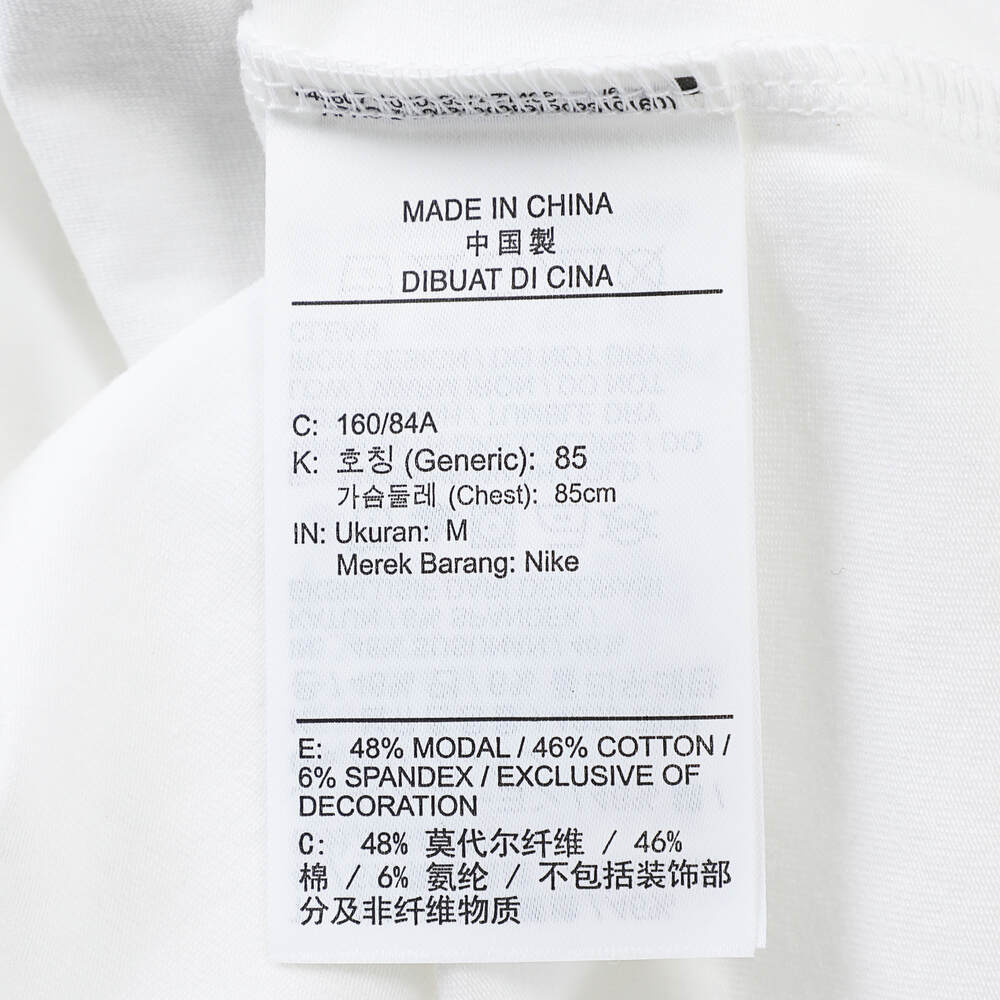 MADE IN CHINA
中国製
DIBUAT DI CINA
C: 160/84A
K: 호칭 (Generic): 85
가슴둘레 (Chest): 85cm
IN: Ukuran: M
Merek Barang: Nike
E: 48% MODAL / 46% COTTON /
6% SPANDEX / EXCLUSIVE OF
DECORATION
C: 48% 莫代尔纤维 / 46%
棉 / 6% 氨纶 / 不包括装饰部
分及非纤维物质